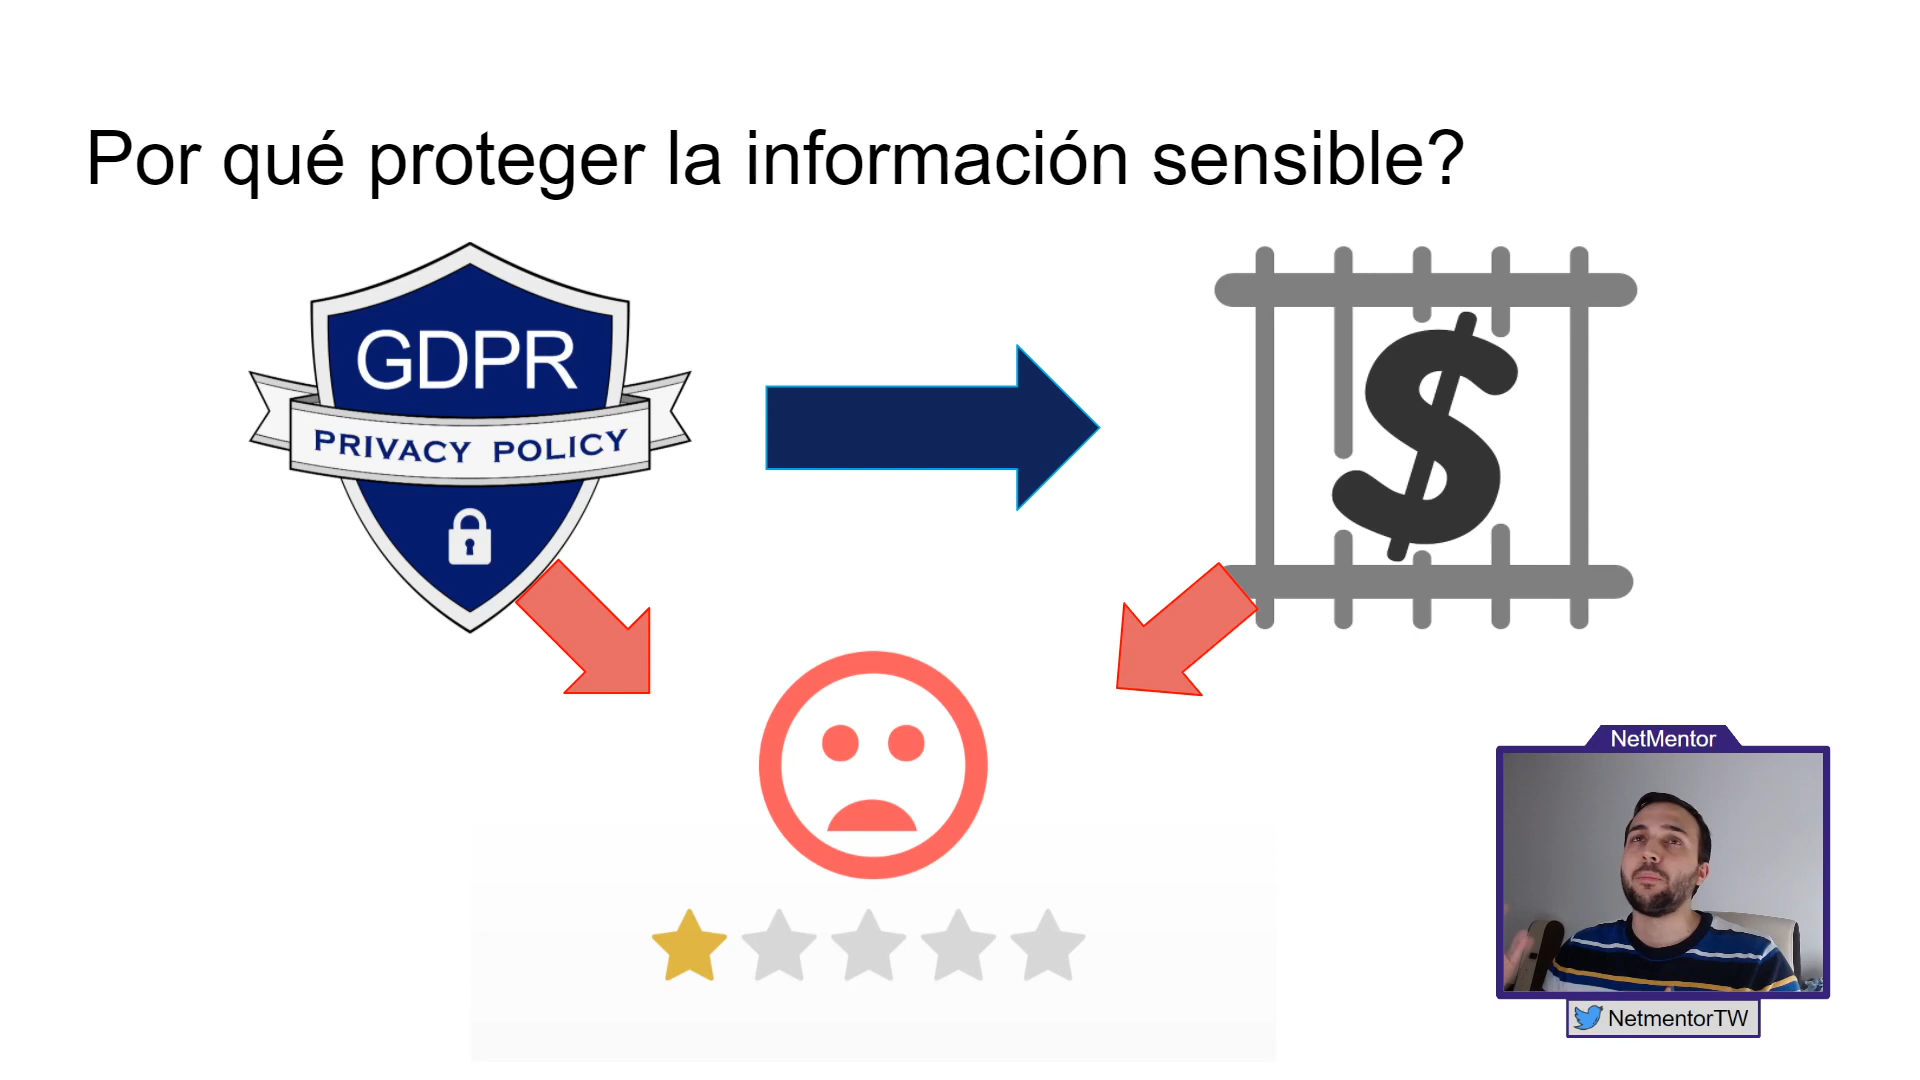 Por qué proteger la información sensible?
GDPR
PRIVACY POLICY
$
NetMentor
NetmentorTW